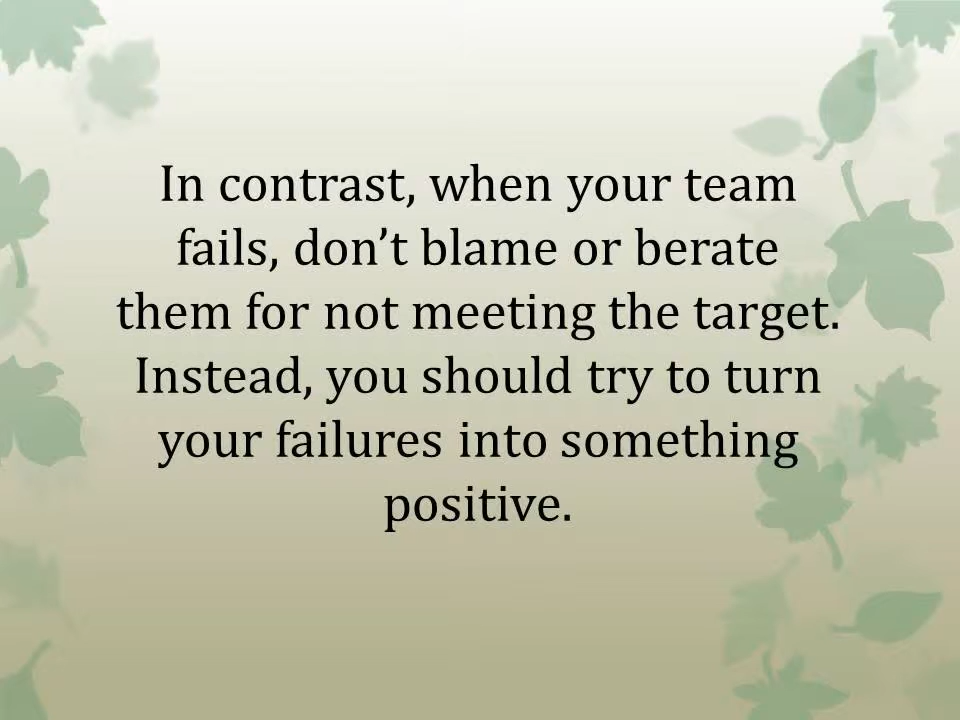 In contrast, when your team
fails, don’t blame or berate
them for not meeting the target.
Instead, you should try to turn
your failures into something
positive.